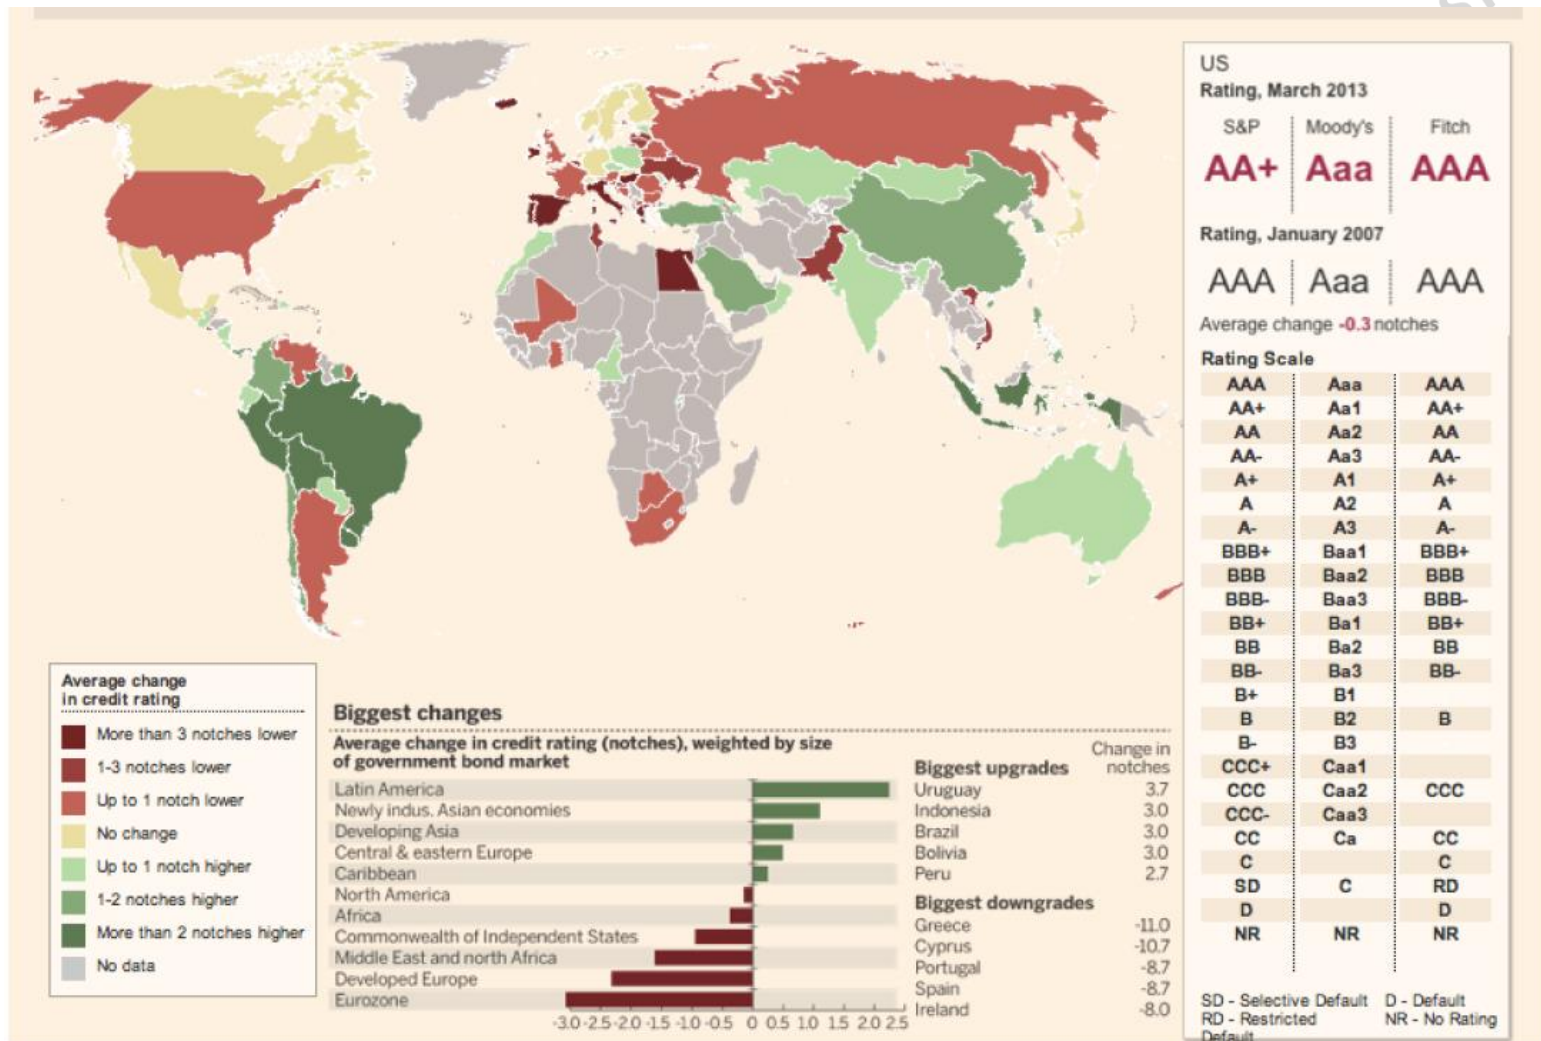 US
Rating, March 2013
S&P Moody's Fitch
AA+ Aaa AAA
Rating, January 2007
AAA Aaa AAA
Average change -0.3 notches
Rating Scale
AAA Aaa AAA
AA+ Aa1 AA+
AA Aa2 AA
AA- Aa3 AA-
A+ A1 A+
A A2 A
A- A3 A-
BBB+ Baa1 BBB+
BBB Baa2 BBB
BBB- Baa3 BBB-
BB+ Ba1 BB+
BB Ba2 BB
BB- Ba3 BB-
B+ B1
B B2 B
B- B3
CCC+ Caa1
CCC Caa2 CCC
CCC- Caa3
CC Ca CC
C C
SD C RD
D D
NR NR NR
SD - Selective Default D - Default
RD - Restricted NR - No Rating
Default
Average change
in credit rating
More than 3 notches lower
1-3 notches lower
Up to 1 notch lower
No change
Up to 1 notch higher
1-2 notches higher
More than 2 notches higher
No data
Biggest changes
Average change in credit rating (notches), weighted by size
of government bond market
Latin America
Newly indus. Asian economies
Developing Asia
Central & eastern Europe
Caribbean
North America
Africa
Commonwealth of Independent States
Middle East and north Africa
Developed Europe
Eurozone
-3.0 -2.5 -2.0 -1.5 -1.0 -0.5 0 0.5 1.0 1.5 2.0 2.5
Change in
Biggest upgrades notches
Uruguay 3.7
Indonesia 3.0
Brazil 3.0
Bolivia 3.0
Peru 2.7
Biggest downgrades
Greece -11.0
Cyprus -10.7
Portugal -8.7
Spain -8.7
Ireland -8.0